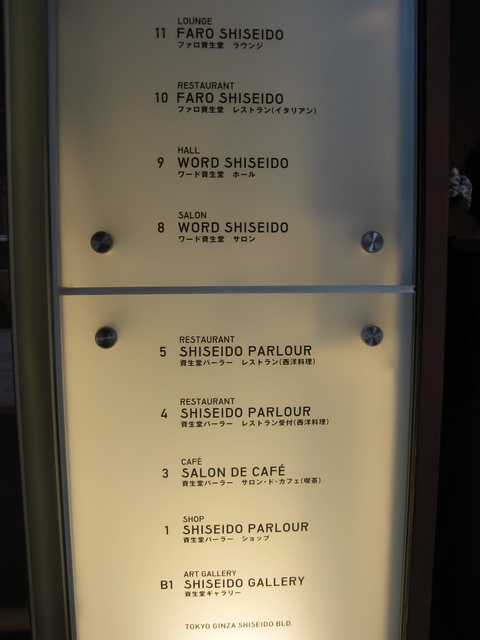 LOUNGE
11 FARO SHISEIDO
ファロ資生堂 ラウンジ
RESTAURANT
10 FARO SHISEIDO
ファロ資生堂 レストラン(イタリアン)
HALL
9 WORD SHISEIDO
ワード資生堂 ホール
SALON
8 WORD SHISEIDO
ワード資生堂 サロン
RESTAURANT
5 SHISEIDO PARLOUR
資生堂パーラー レストラン(西洋料理)
RESTAURANT
4 SHISEIDO PARLOUR
資生堂パーラー レストラン受付(西洋料理)
CAFÉ
3 SALON DE CAFÉ
資生堂パーラー サロン・ド・カフェ(喫茶)
SHOP
1 SHISEIDO PARLOUR
資生堂パーラー ショップ
ART GALLERY
B1 SHISEIDO GALLERY
資生堂ギャラリー
TOKYO GINZA SHISEIDO BLD.